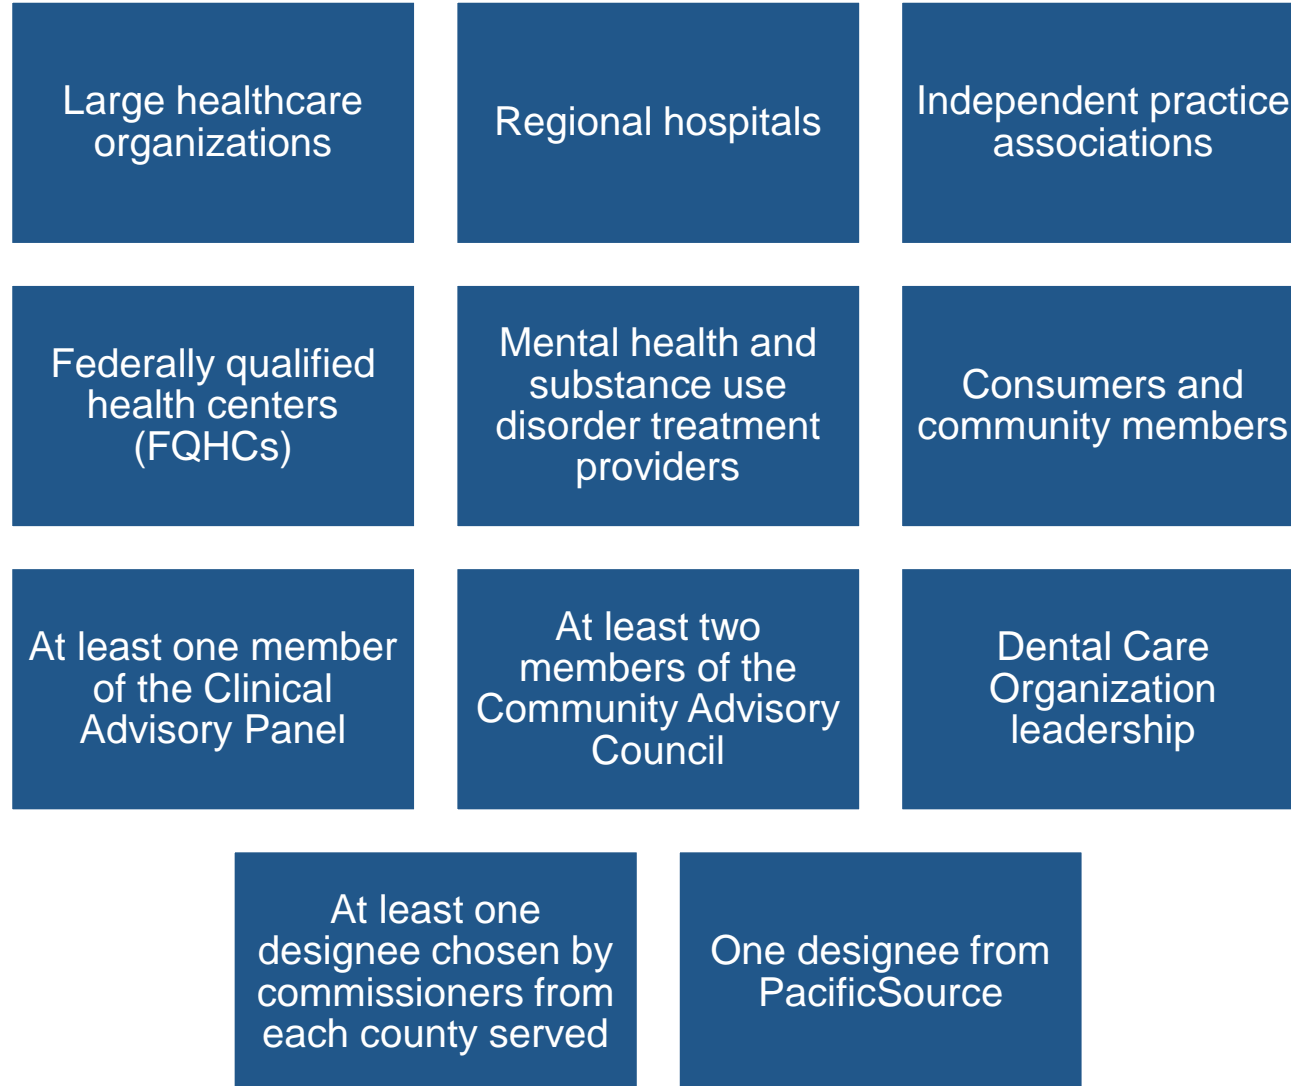 Large healthcare
organizations
Regional hospitals
Independent practice
associations
Federally qualified
health centers
(FQHCs)
Mental health and
substance use
disorder treatment
providers
Consumers and
community members
At least one member
of the Clinical
Advisory Panel
At least two
members of the
Community Advisory
Council
Dental Care
Organization
leadership
At least one
designee chosen by
commissioners from
each county served
One designee from
PacificSource